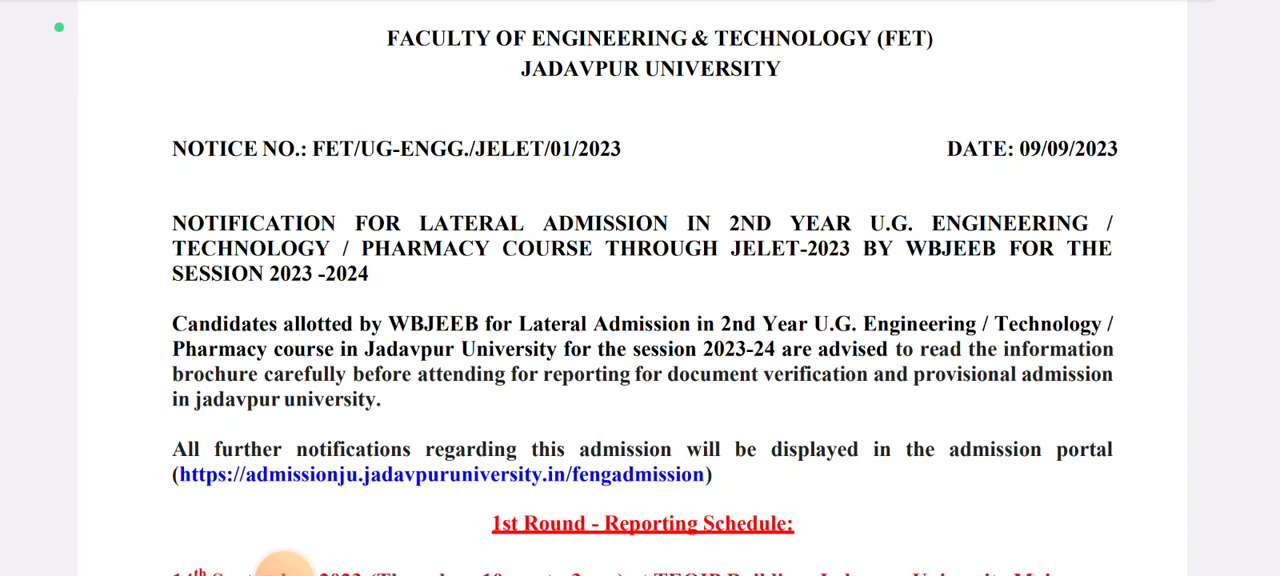 FACULTY OF ENGINEERING & TECHNOLOGY (FET)
JADAVPUR UNIVERSITY
NOTICE NO.: FET/UG-ENGG./JELET/01/2023 DATE: 09/09/2023
NOTIFICATION FOR LATERAL ADMISSION IN 2ND YEAR U.G. ENGINEERING /
TECHNOLOGY / PHARMACY COURSE THROUGH JELET-2023 BY WBJEEB FOR THE
SESSION 2023 -2024
Candidates allotted by WBJEEB for Lateral Admission in 2nd Year U.G. Engineering / Technology /
Pharmacy course in Jadavpur University for the session 2023-24 are advised to read the information
brochure carefully before attending for reporting for document verification and provisional admission
in jadavpur university.
All further notifications regarding this admission will be displayed in the admission portal
(https://admissionju.jadavpuruniversity.in/fengadmission)
1st Round - Reporting Schedule: